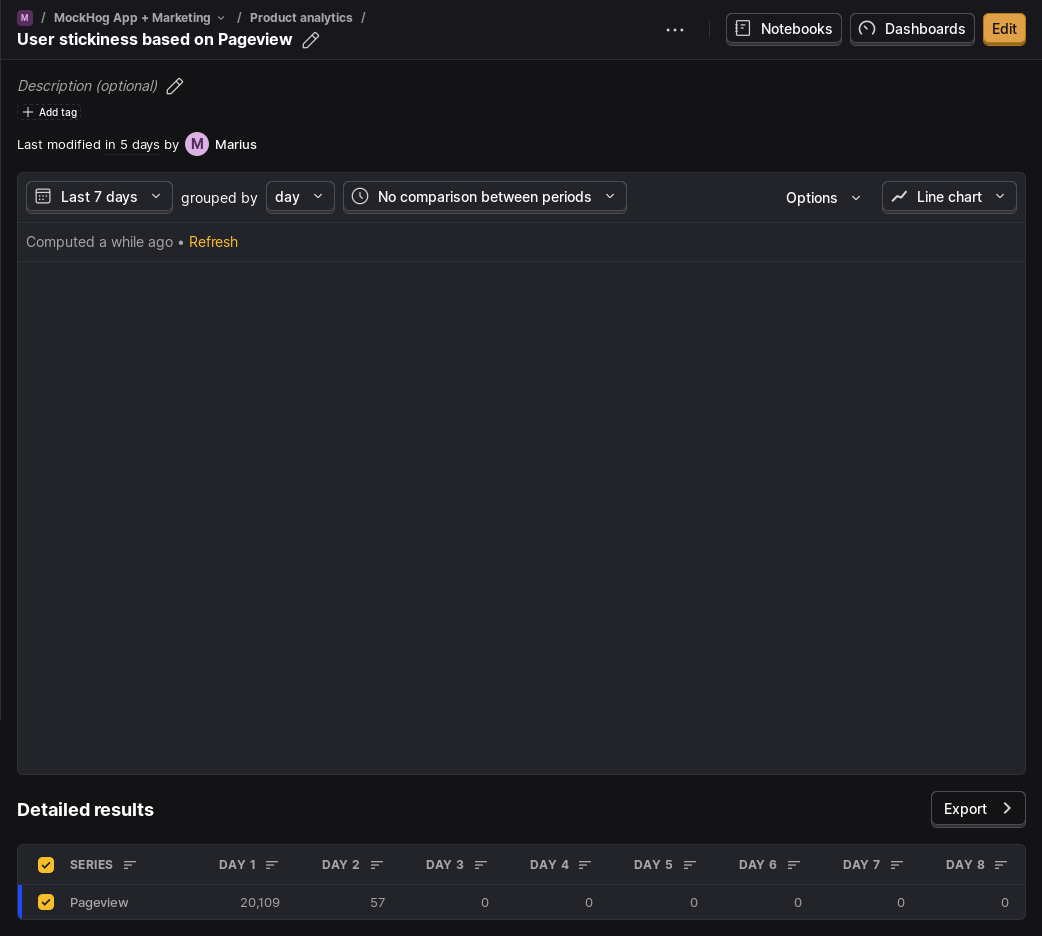 M / MockHog App + Marketing / Product analytics /
User stickiness based on Pageview
Notebooks
Dashboards
Edit
Description (optional)
Add tag
Last modified in 5 days by M Marius
Last 7 days grouped by day No comparison between periods Options Line chart
Computed a while ago • Refresh
Detailed results
Export
SERIES DAY 1 DAY 2 DAY 3 DAY 4 DAY 5 DAY 6 DAY 7 DAY 8
Pageview 20,109 57 0 0 0 0 0 0